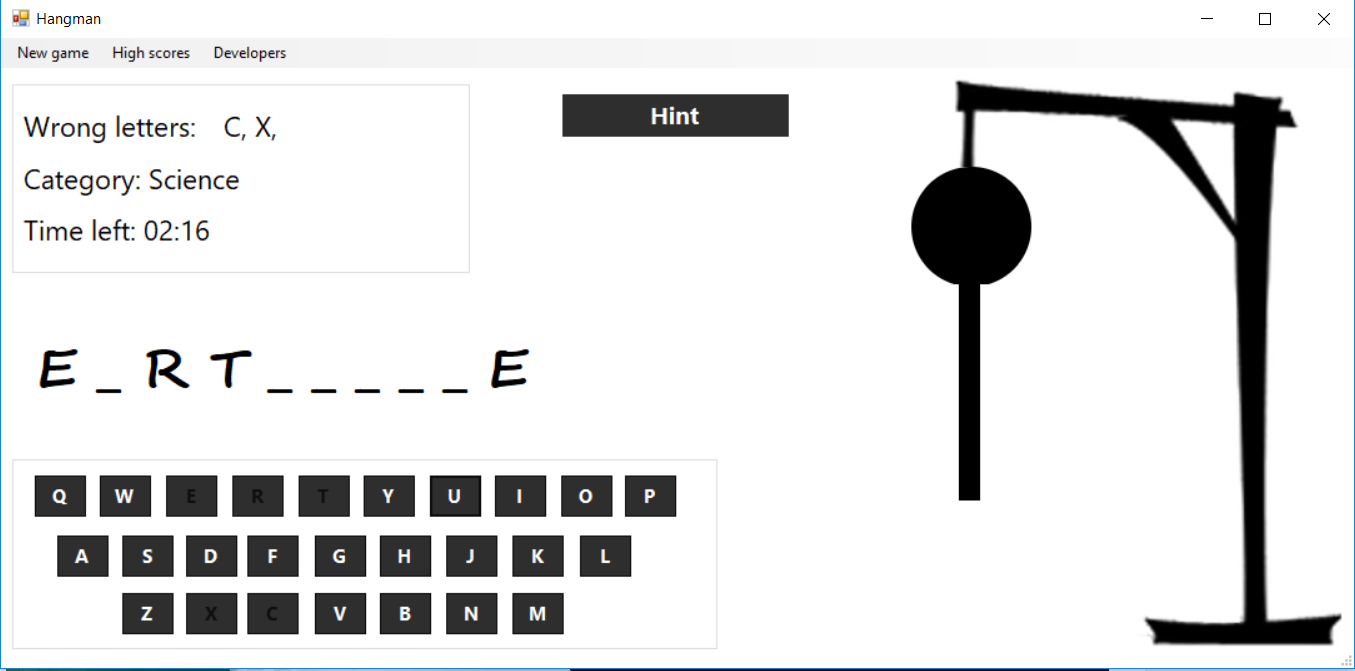 Hangman
New game High scores Developers
Wrong letters: C, X,
Category: Science
Time left: 02:16
Hint
E _ R T _ _ _ _ _ E
Q W E R T Y U I O P
A S D F G H J K L
Z X C V B N M